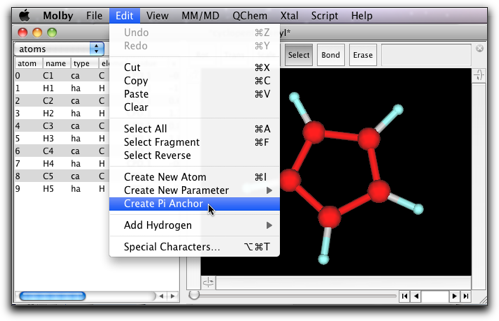 Molby File Edit View MM/MD QChem Xtal Script Help
yl*
atoms
Undo ⌘Z
Redo ⌘Y
Cut ⌘X
Copy ⌘C
Paste ⌘V
Clear
Select All ⌘A
Select Fragment ⌘F
Select Reverse
Create New Atom ⌘I
Create New Parameter
Create Pi Anchor
Add Hydrogen
Special Characters... ⌥⌘T
Select Bond Erase
atom name type el
0 C1 ca C
1 H1 ha H
2 C2 ca C
3 H2 ha H
4 C3 ca C
5 H3 ha H
6 C4 ca C
7 H4 ha H
8 C5 ca C
9 H5 ha H